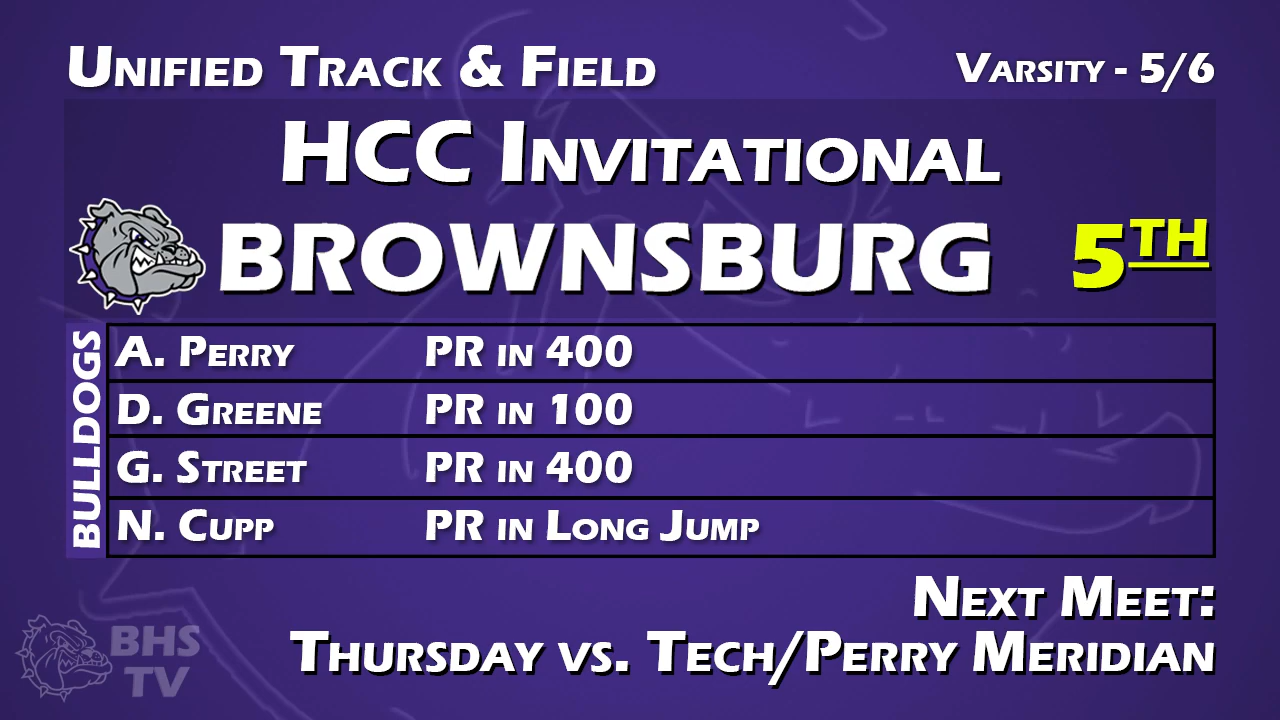 Unified Track & Field
Varsity - 5/6
HCC Invitational
BROWNSBURG 5TH
BULLDOGS
A. Perry PR in 400
D. Greene PR in 100
G. Street PR in 400
N. Cupp PR in Long Jump
Next Meet:
Thursday vs. Tech/Perry Meridian
BHS
TV